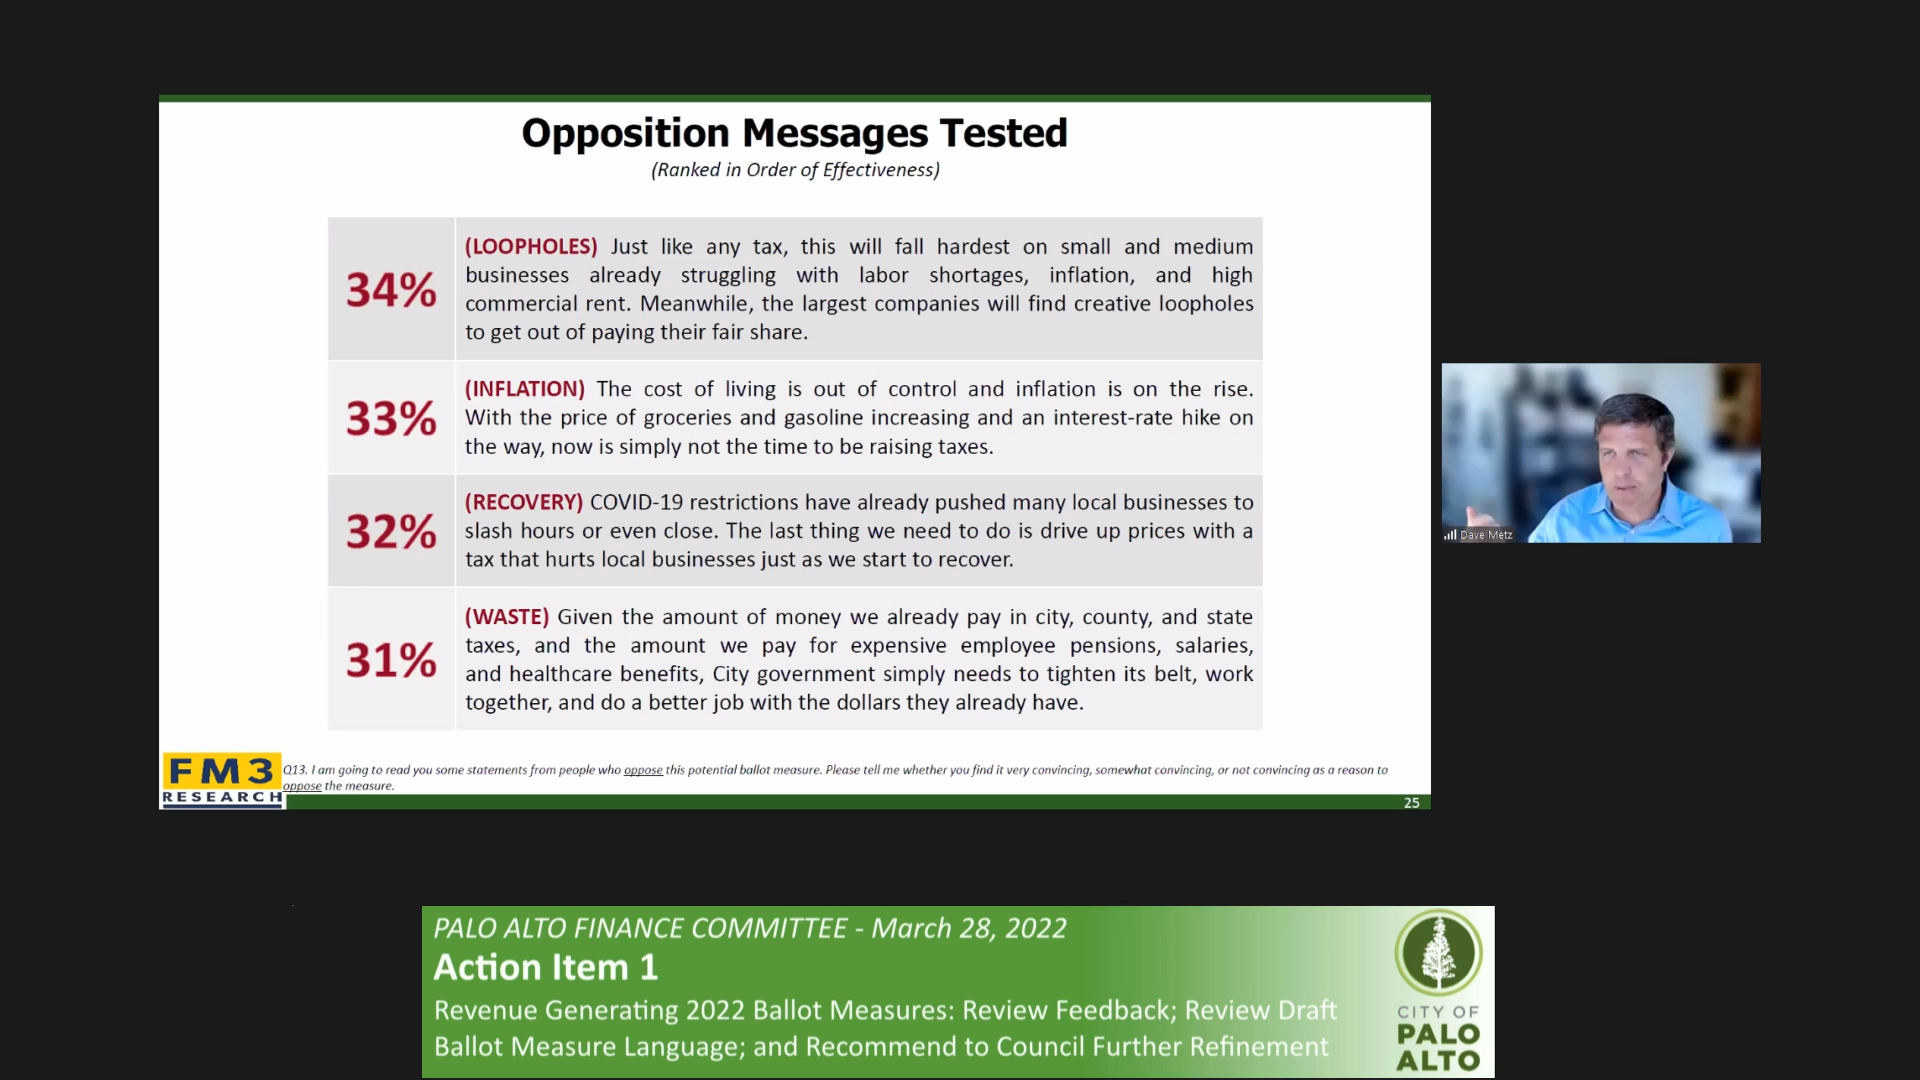 Opposition Messages Tested
(Ranked in Order of Effectiveness)
34%
(LOOPHOLES) Just like any tax, this will fall hardest on small and medium
businesses already struggling with labor shortages, inflation, and high
commercial rent. Meanwhile, the largest companies will find creative loopholes
to get out of paying their fair share.
33%
(INFLATION) The cost of living is out of control and inflation is on the rise.
With the price of groceries and gasoline increasing and an interest-rate hike on
the way, now is simply not the time to be raising taxes.
32%
(RECOVERY) COVID-19 restrictions have already pushed many local businesses to
slash hours or even close. The last thing we need to do is drive up prices with a
tax that hurts local businesses just as we start to recover.
31%
(WASTE) Given the amount of money we already pay in city, county, and state
taxes, and the amount we pay for expensive employee pensions, salaries,
and healthcare benefits, City government simply needs to tighten its belt, work
together, and do a better job with the dollars they already have.
FM3
RESEARCH
Q13. I am going to read you some statements from people who oppose this potential ballot measure. Please tell me whether you find it very convincing, somewhat convincing, or not convincing as a reason to
oppose the measure.
25
Dave Metz
PALO ALTO FINANCE COMMITTEE - March 28, 2022
Action Item 1
Revenue Generating 2022 Ballot Measures: Review Feedback; Review Draft
Ballot Measure Language; and Recommend to Council Further Refinement
CITY OF
PALO
ALTO